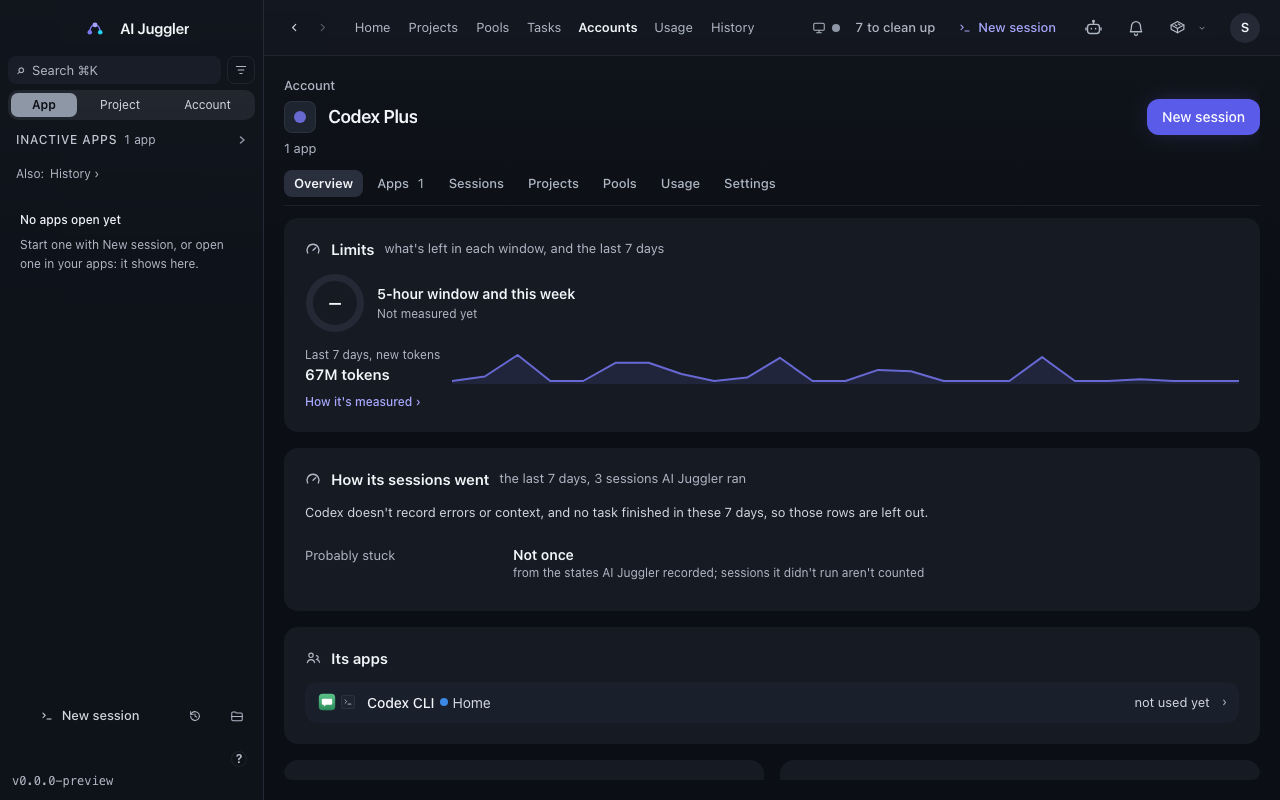 AI Juggler
Search ⌘K
App Project Account
INACTIVE APPS 1 app
Also: History ›
No apps open yet
Start one with New session, or open
one in your apps: it shows here.
New session
?
v0.0.0-preview
Home Projects Pools Tasks Accounts Usage History
7 to clean up
New session
S
Account
Codex Plus
New session
1 app
Overview Apps 1 Sessions Projects Pools Usage Settings
Limits what's left in each window, and the last 7 days
–
5-hour window and this week
Not measured yet
Last 7 days, new tokens
67M tokens
How it's measured ›
How its sessions went the last 7 days, 3 sessions AI Juggler ran
Codex doesn't record errors or context, and no task finished in these 7 days, so those rows are left out.
Probably stuck Not once
from the states AI Juggler recorded; sessions it didn't run aren't counted
Its apps
Codex CLI Home not used yet ›